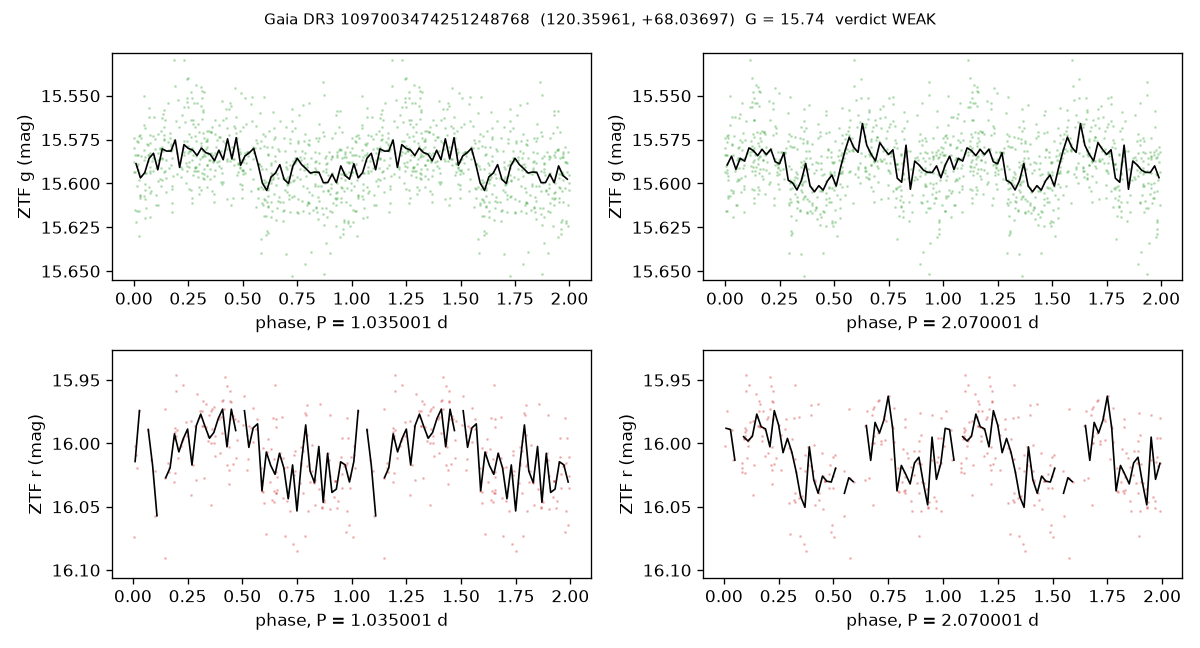 Gaia DR3 1097003474251248768 (120.35961, +68.03697) G = 15.74 verdict WEAK
ZTF g (mag)
15.550
15.575
15.600
15.625
15.650
0.00 0.25 0.50 0.75 1.00 1.25 1.50 1.75 2.00
phase, P = 1.035001 d
ZTF g (mag)
15.550
15.575
15.600
15.625
15.650
0.00 0.25 0.50 0.75 1.00 1.25 1.50 1.75 2.00
phase, P = 2.070001 d
ZTF r (mag)
15.95
16.00
16.05
16.10
0.00 0.25 0.50 0.75 1.00 1.25 1.50 1.75 2.00
phase, P = 1.035001 d
ZTF r (mag)
15.95
16.00
16.05
16.10
0.00 0.25 0.50 0.75 1.00 1.25 1.50 1.75 2.00
phase, P = 2.070001 d